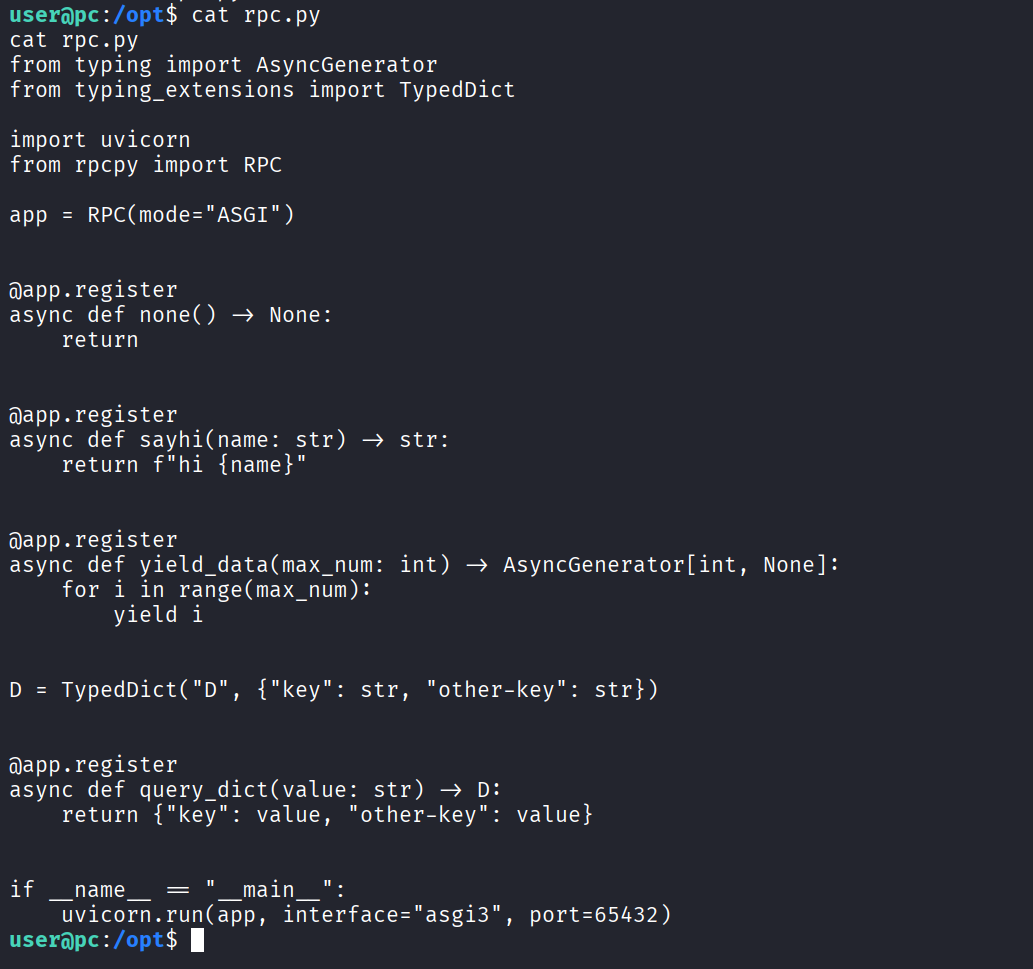 user@pc:/opt$ cat rpc.py
cat rpc.py
from typing import AsyncGenerator
from typing_extensions import TypedDict
import uvicorn
from rpcpy import RPC
app = RPC(mode="ASGI")
@app.register
async def none() -> None:
    return
@app.register
async def sayhi(name: str) -> str:
    return f"hi {name}"
@app.register
async def yield_data(max_num: int) -> AsyncGenerator[int, None]:
    for i in range(max_num):
        yield i
D = TypedDict("D", {"key": str, "other-key": str})
@app.register
async def query_dict(value: str) -> D:
    return {"key": value, "other-key": value}
if __name__ == "__main__":
    uvicorn.run(app, interface="asgi3", port=65432)
user@pc:/opt$